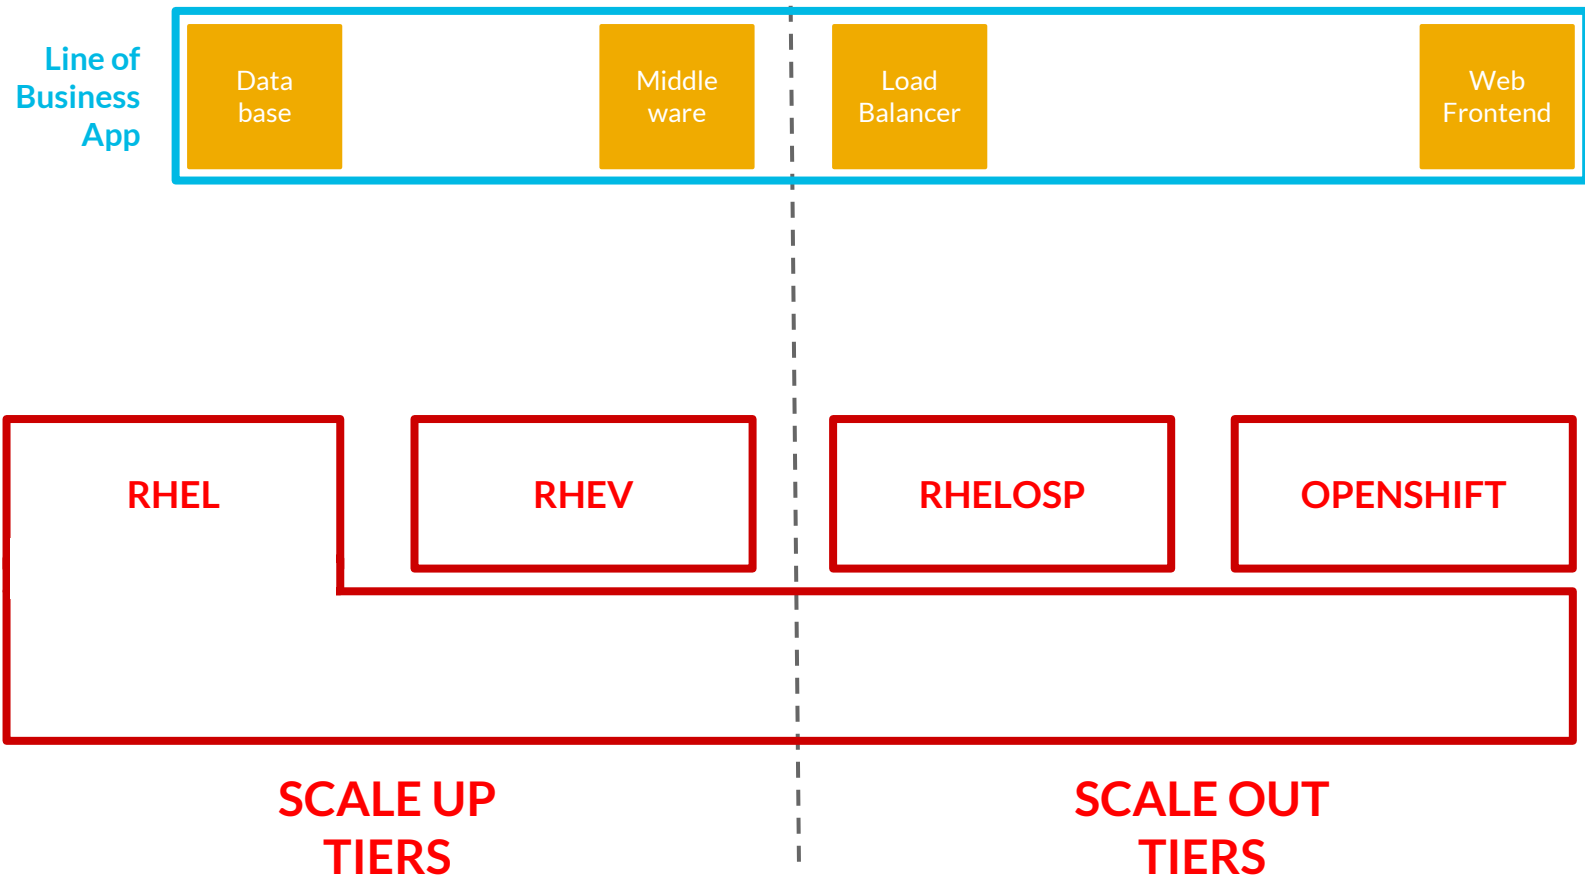 Line of
Business
App
Data
base
Middle
ware
Load
Balancer
Web
Frontend
RHEL
RHEV
RHELOSP
OPENSHIFT
SCALE UP
TIERS
SCALE OUT
TIERS